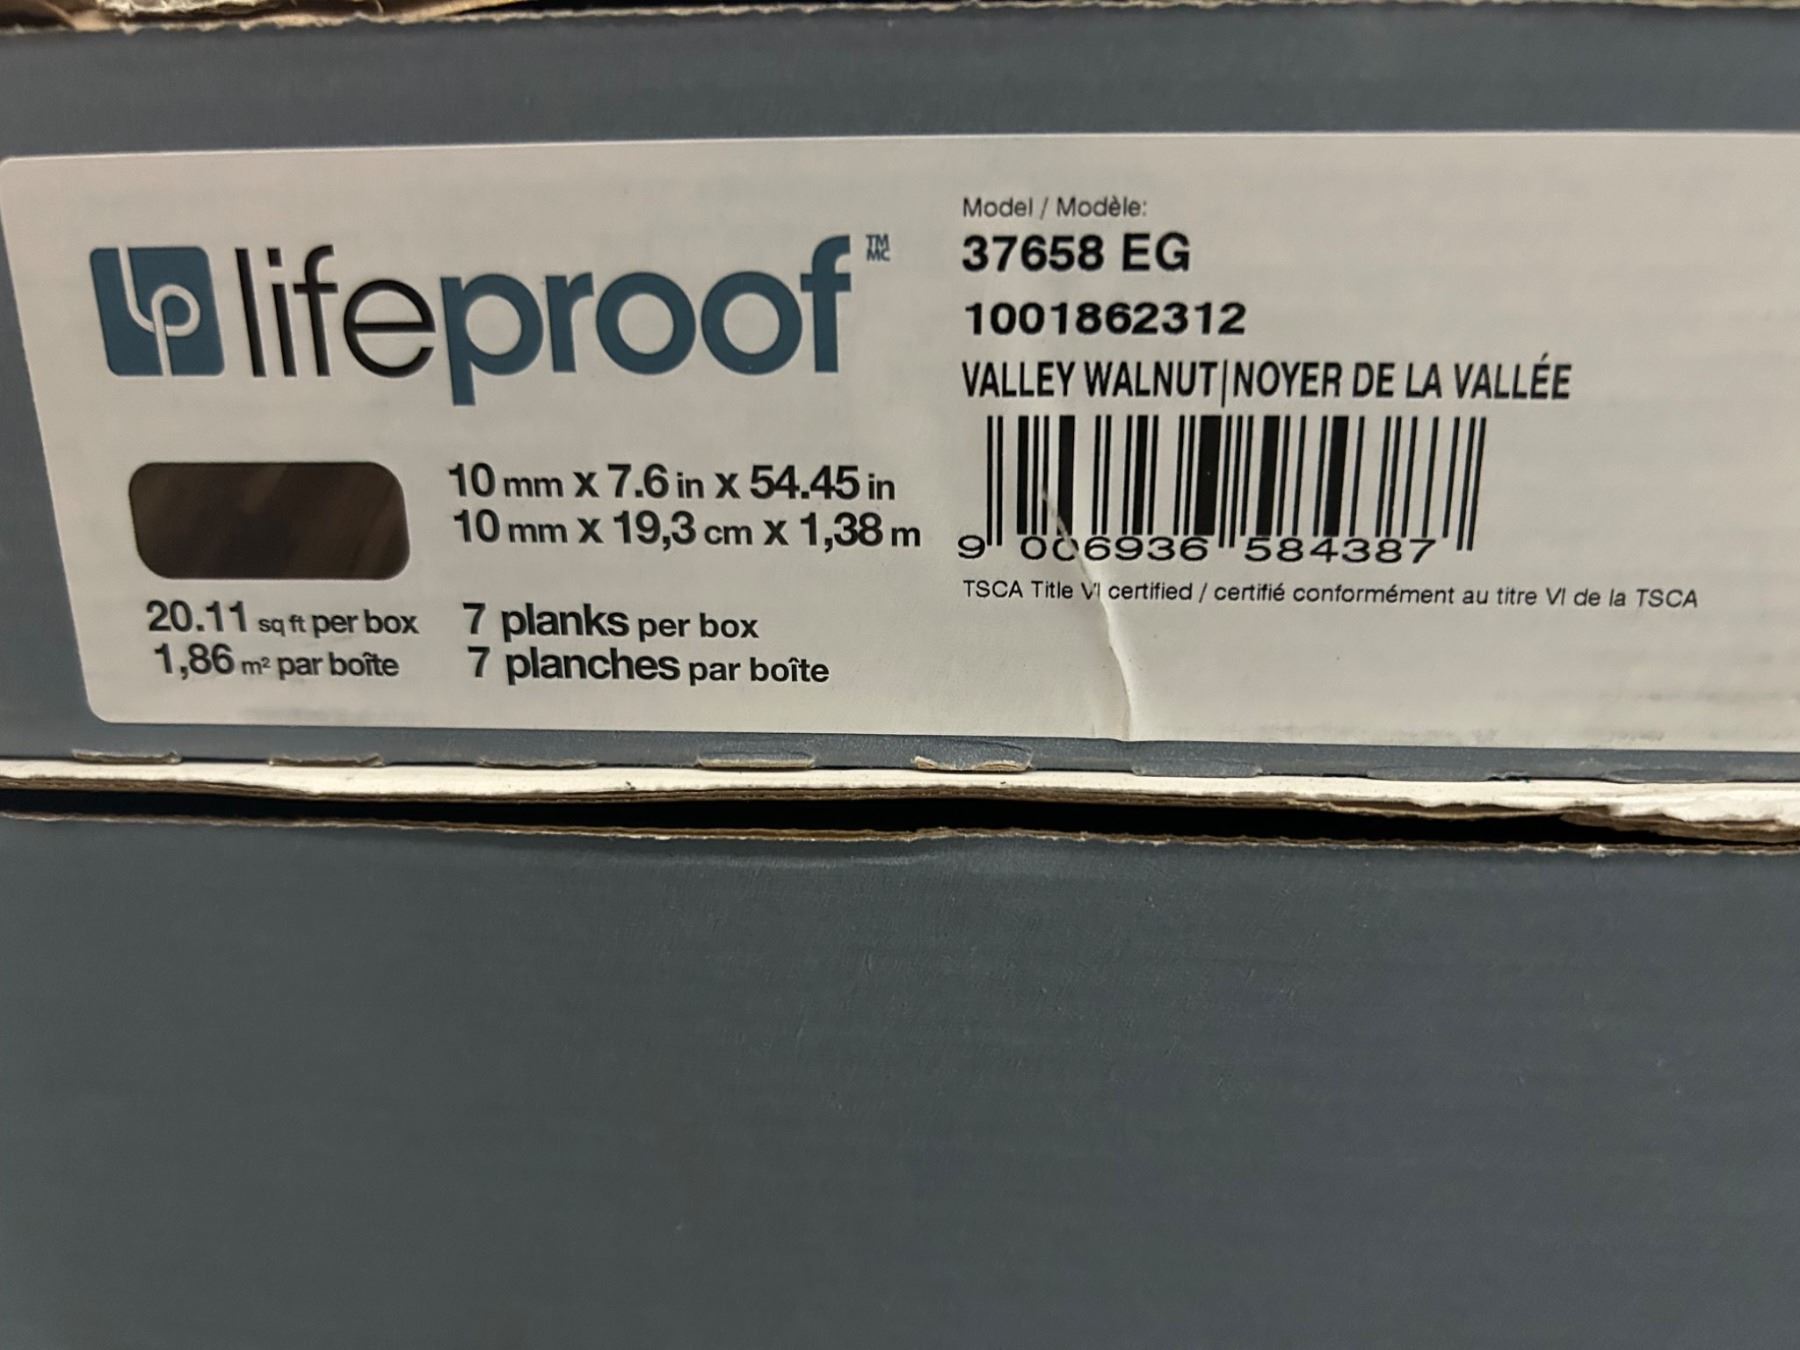 lifeproof TM MC
Model / Modèle:
37658 EG
1001862312
VALLEY WALNUT|NOYER DE LA VALLÉE
10 mm x 7.6 in x 54.45 in
10 mm x 19,3 cm x 1,38 m
9 006936 584387
TSCA Title VI certified / certifié conformément au titre VI de la TSCA
20.11 sq ft per box
1,86 m² par boîte
7 planks per box
7 planches par boîte